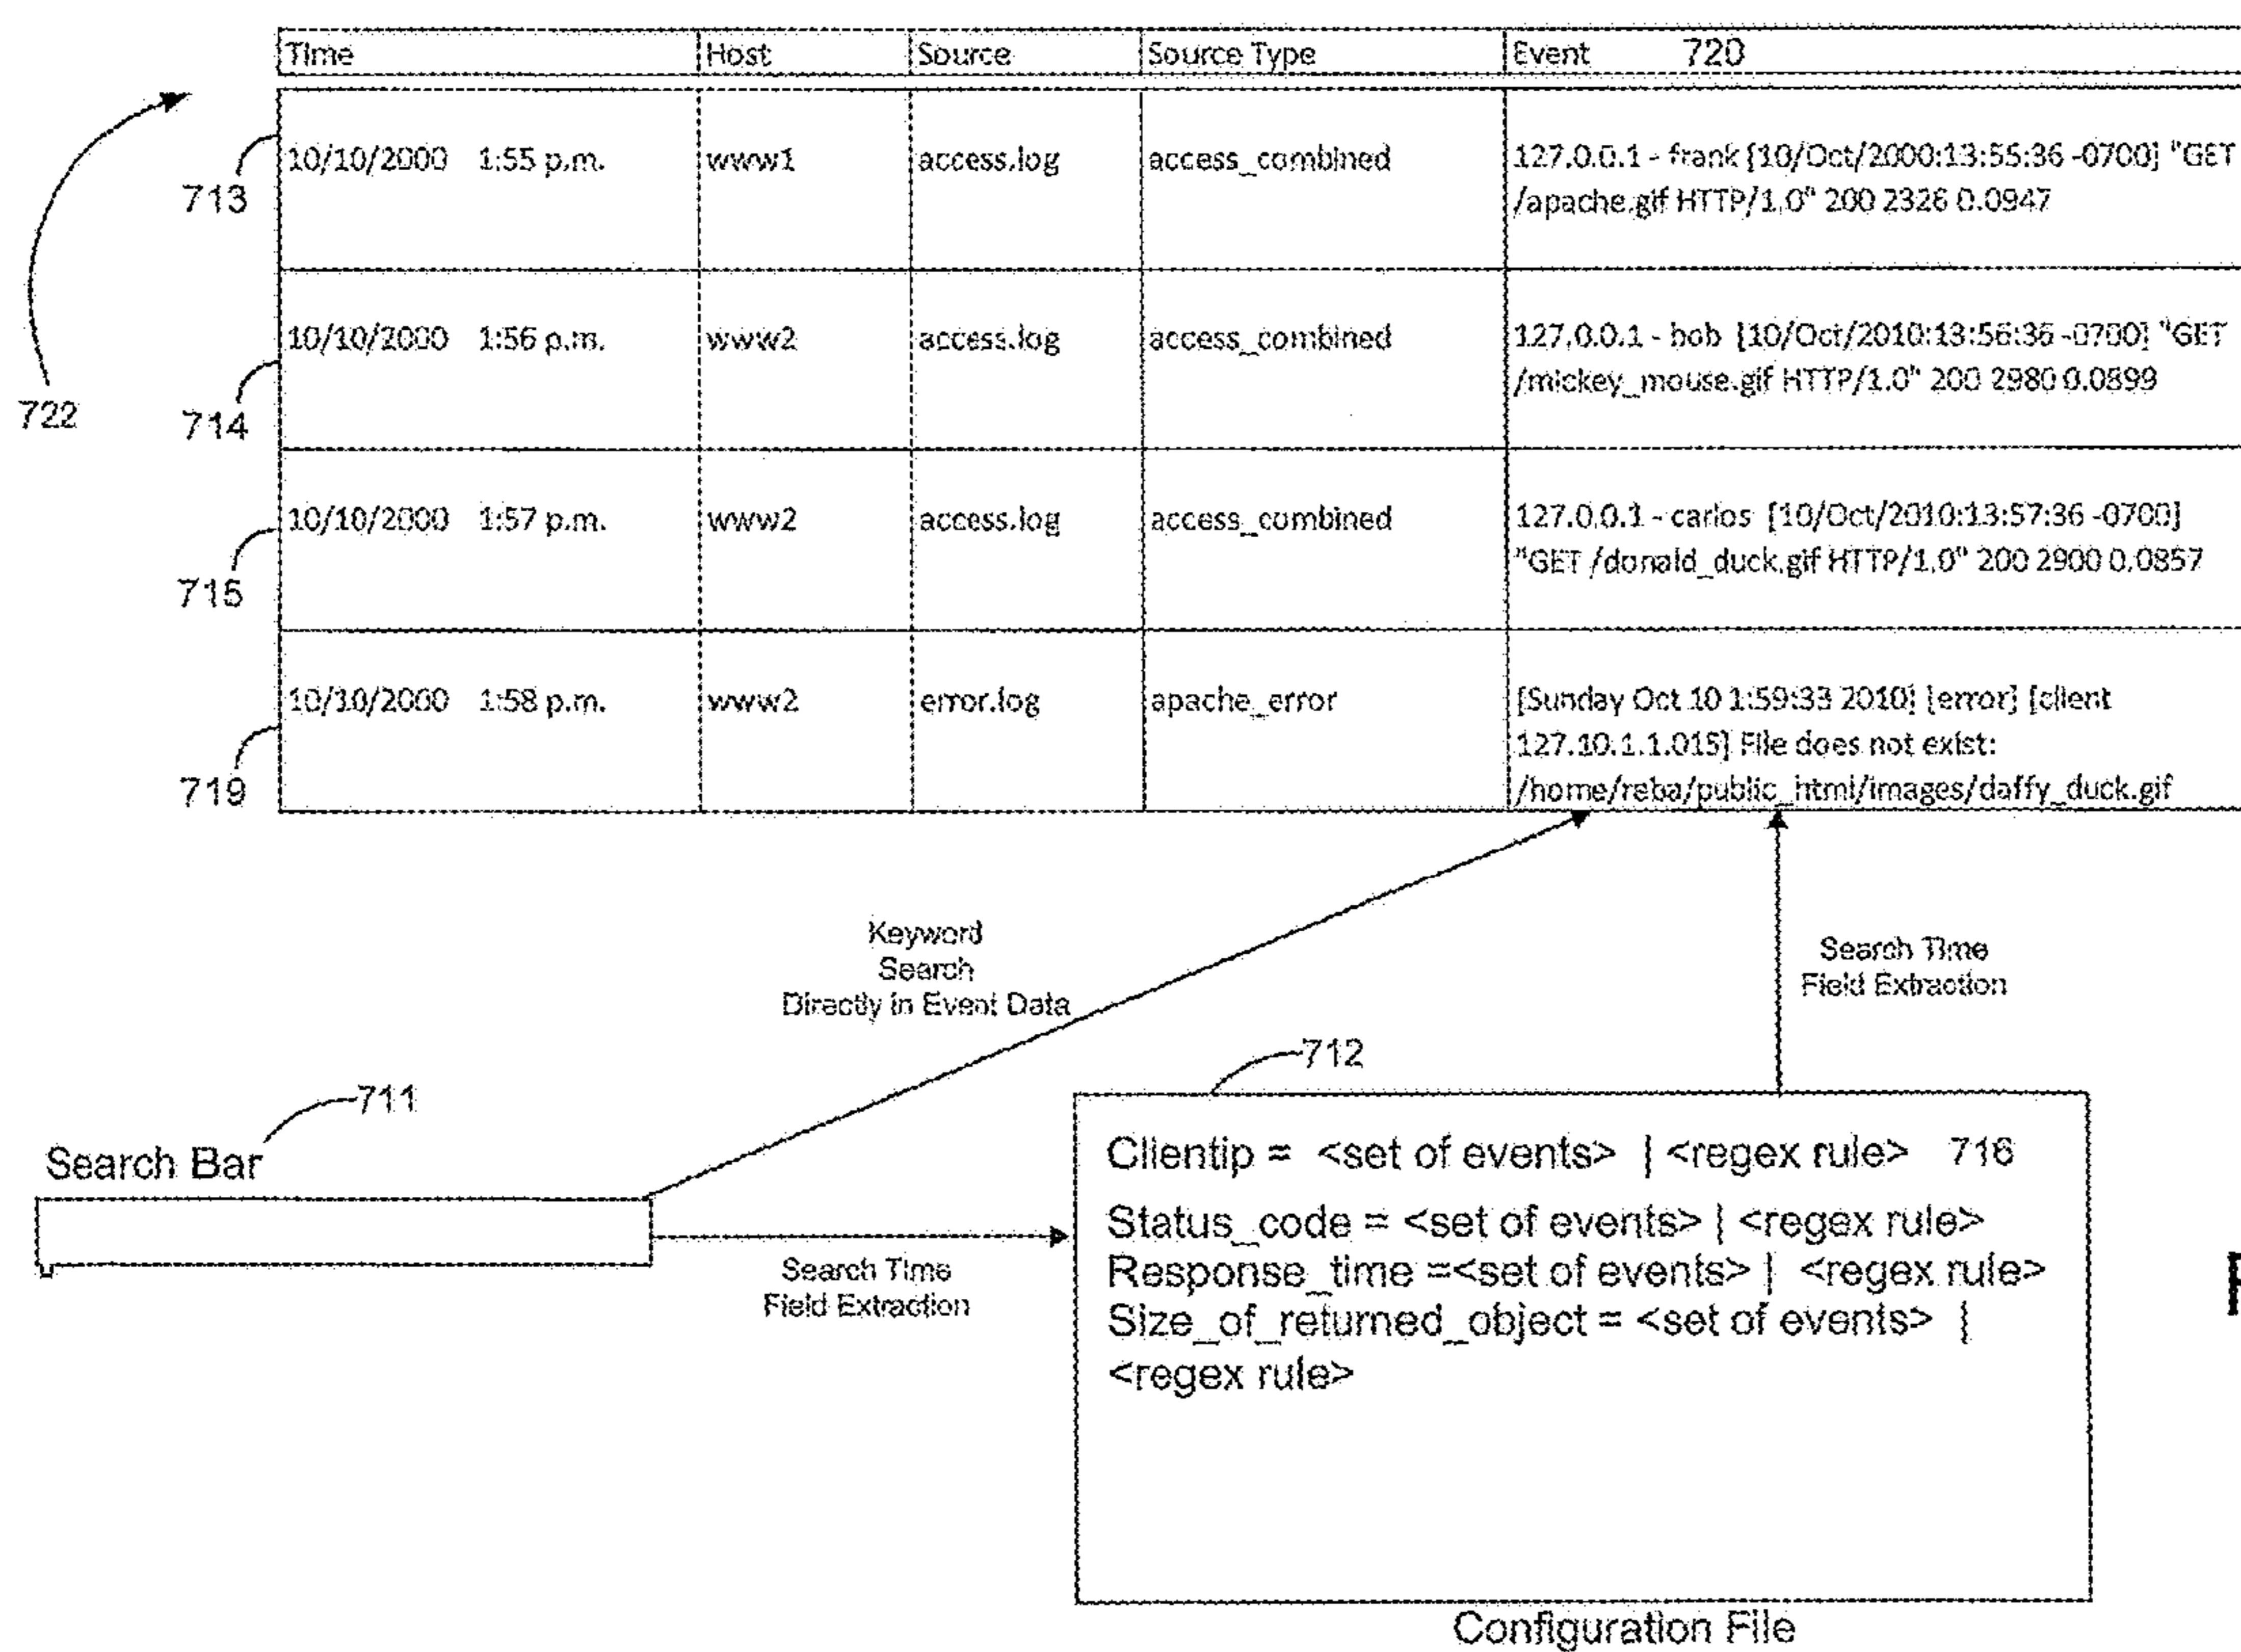 Time Host Source Source Type Event 720
713
10/10/2000 1:55 p.m. www1 access.log access_combined 127.0.0.1 - frank [10/Oct/2000:13:55:36 -0700] "GET
/apache.gif HTTP/1.0" 200 2326 0.0947
722
714
10/10/2000 1:56 p.m. www2 access.log access_combined 127.0.0.1 - bob [10/Oct/2010:13:56:36 -0700] "GET
/mickey_mouse.gif HTTP/1.0" 200 2980 0.0899
715
10/10/2000 1:57 p.m. www2 access.log access_combined 127.0.0.1 - carlos [10/Oct/2010:13:57:36 -0700]
"GET /donald_duck.gif HTTP/1.0" 200 2900 0.0857
719
10/10/2000 1:58 p.m. www2 error.log apache_error [Sunday Oct 10 1:59:33 2010] [error] [client
127.10.1.1.015] File does not exist:
/home/reba/public_html/images/daffy_duck.gif
Keyword
Search
Directly in Event Data
Search Time
Field Extraction
711
Search Bar
Search Time
Field Extraction
712
Clientip = <set of events> | <regex rule> 716
Status_code = <set of events> | <regex rule>
Response_time =<set of events> | <regex rule>
Size_of_returned_object = <set of events> |
<regex rule>
Configuration File